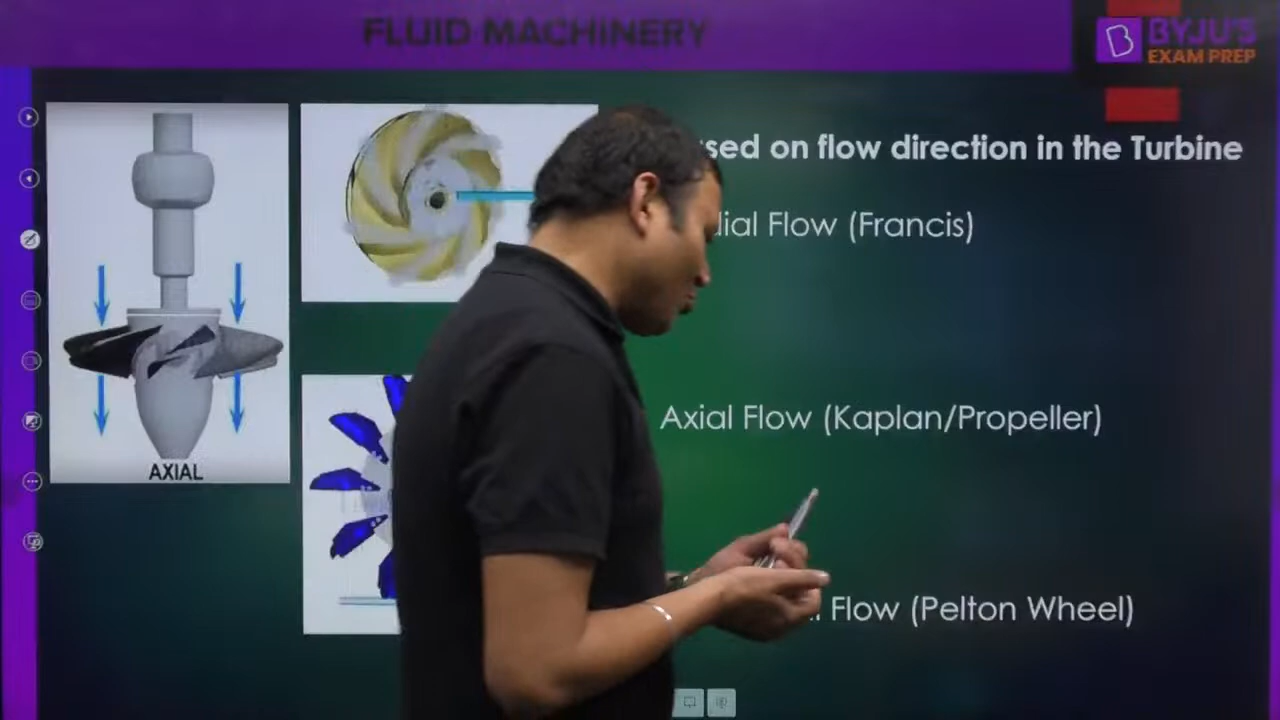 FLUID MACHINERY
BYJU'S
EXAM PREP
sed on flow direction in the Turbine
dial Flow (Francis)
Axial Flow (Kaplan/Propeller)
l Flow (Pelton Wheel)
AXIAL